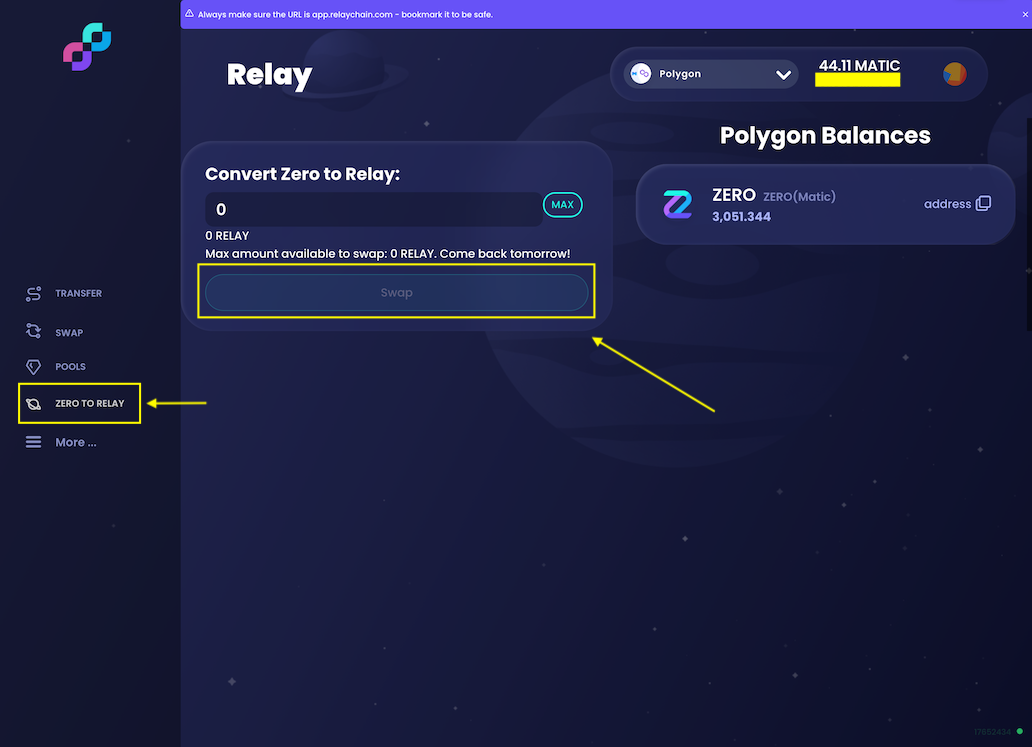 Always make sure the URL is app.relaychain.com - bookmark it to be safe.
Relay
Polygon
44.11 MATIC
Polygon Balances
Convert Zero to Relay:
0
MAX
0 RELAY
Max amount available to swap: 0 RELAY. Come back tomorrow!
Swap
ZERO ZERO(Matic)
3,051.344
address
TRANSFER
SWAP
POOLS
ZERO TO RELAY
More ...
17652434